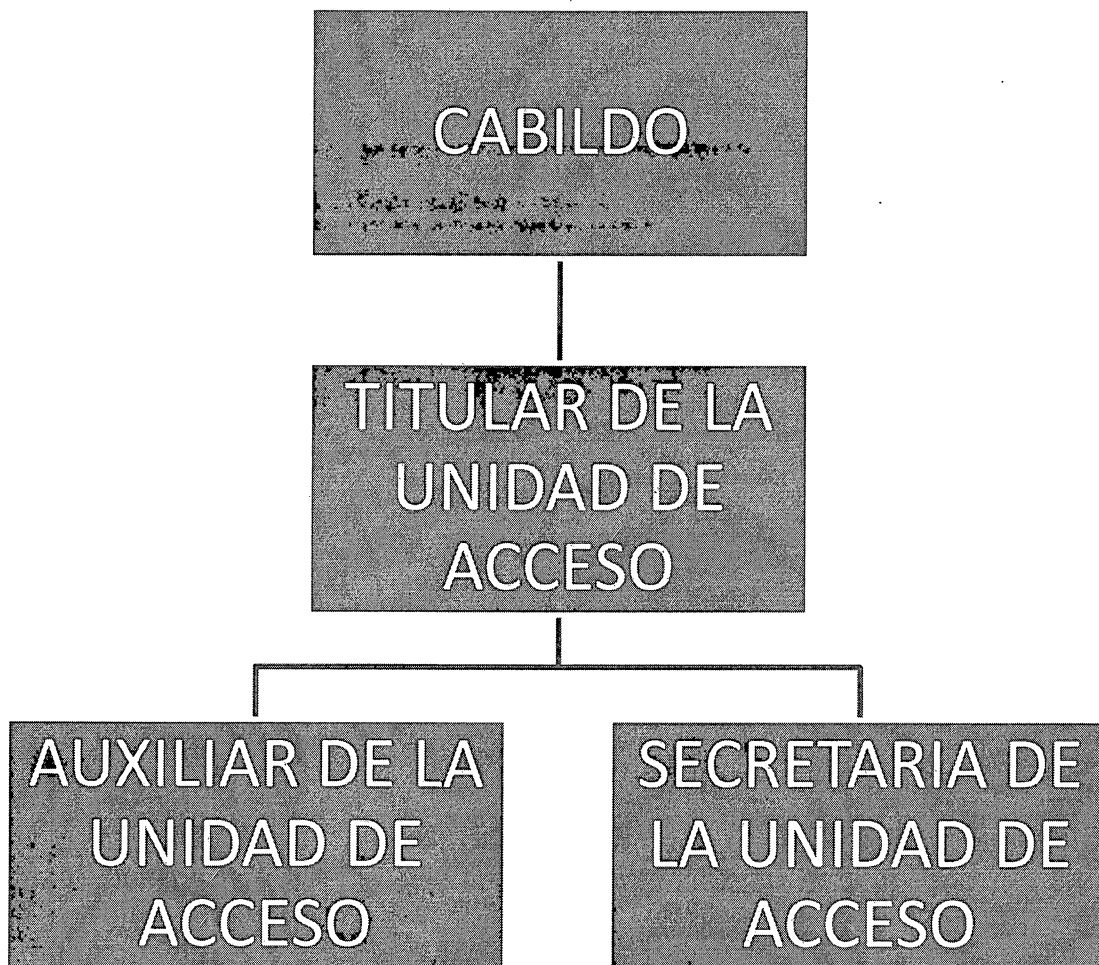 CABILDO
TITULAR DE LA
UNIDAD DE
ACCESO
AUXILIAR DE LA
UNIDAD DE
ACCESO
SECRETARIA DE
LA UNIDAD DE
ACCESO